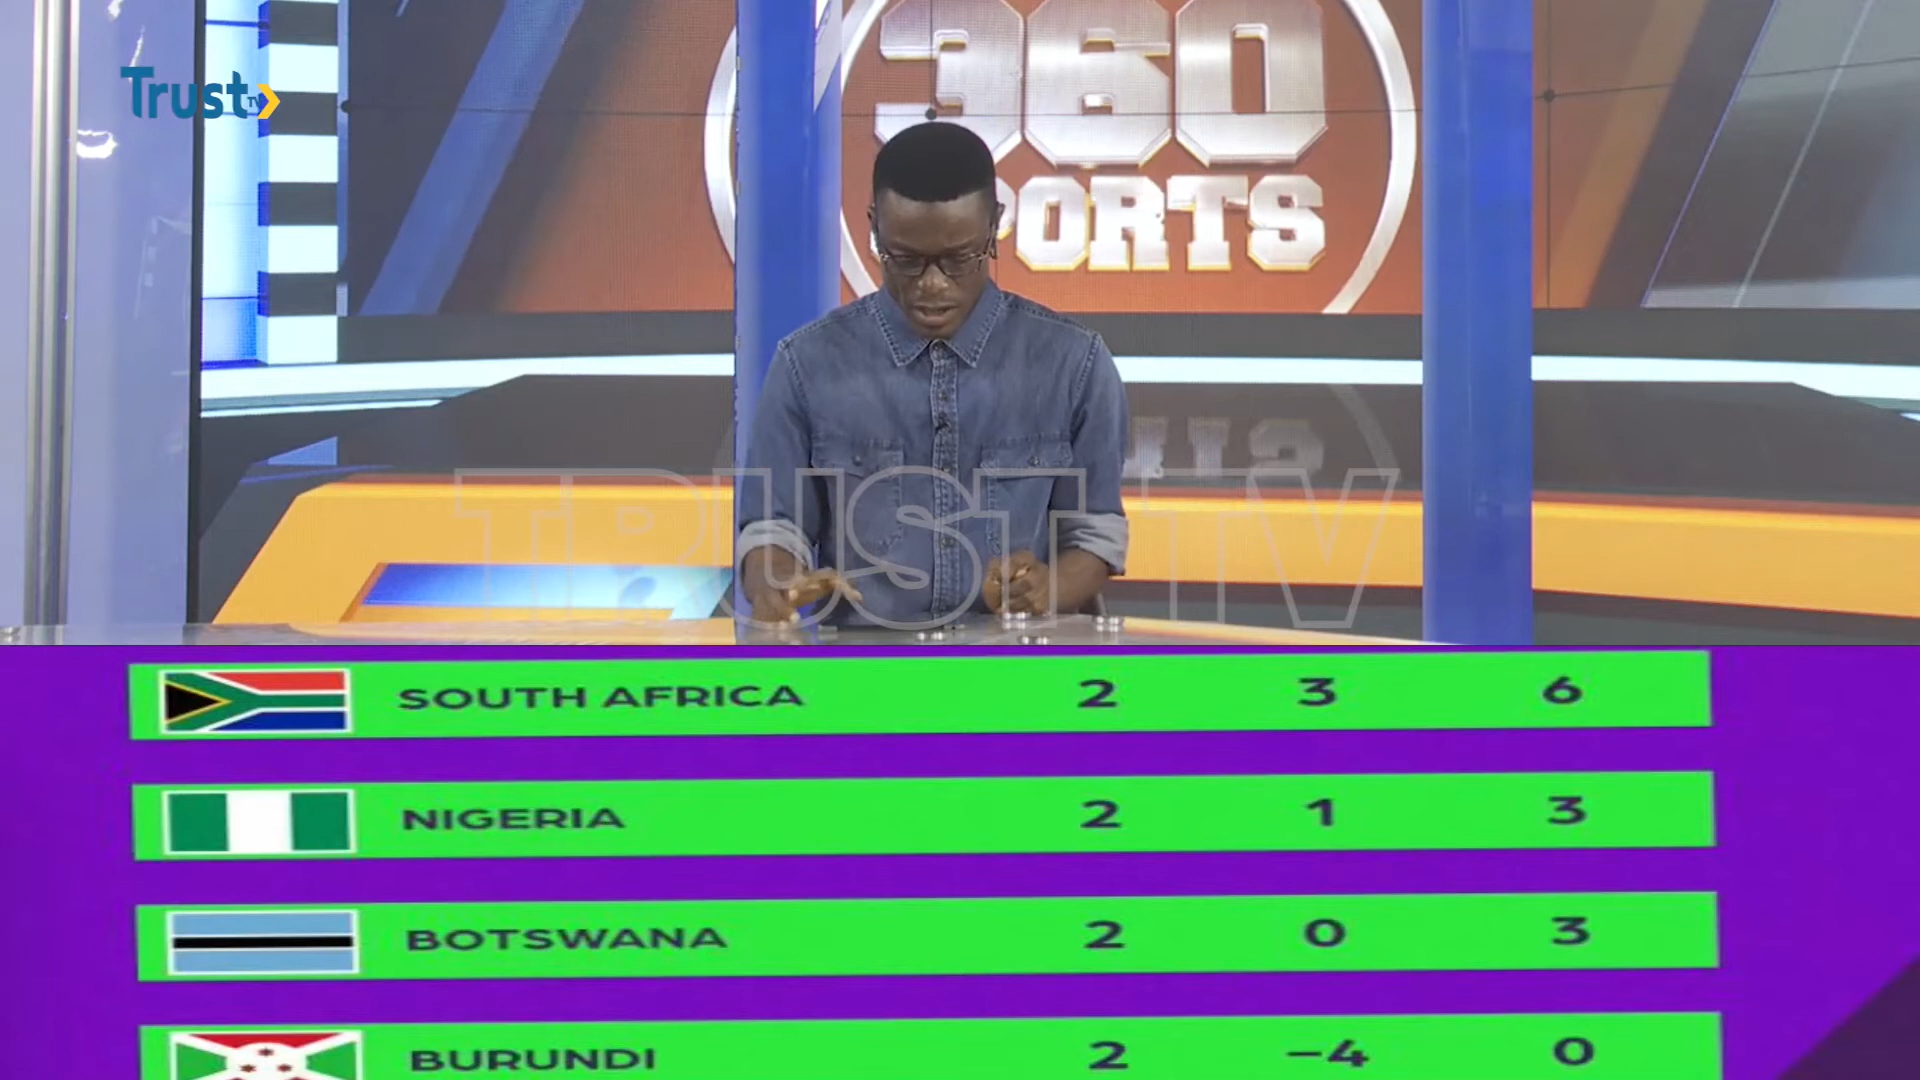 Trust TV
360
SPORTS
TRUST TV
SOUTH AFRICA 2 3 6
NIGERIA 2 1 3
BOTSWANA 2 0 3
BURUNDI 2 -4 0